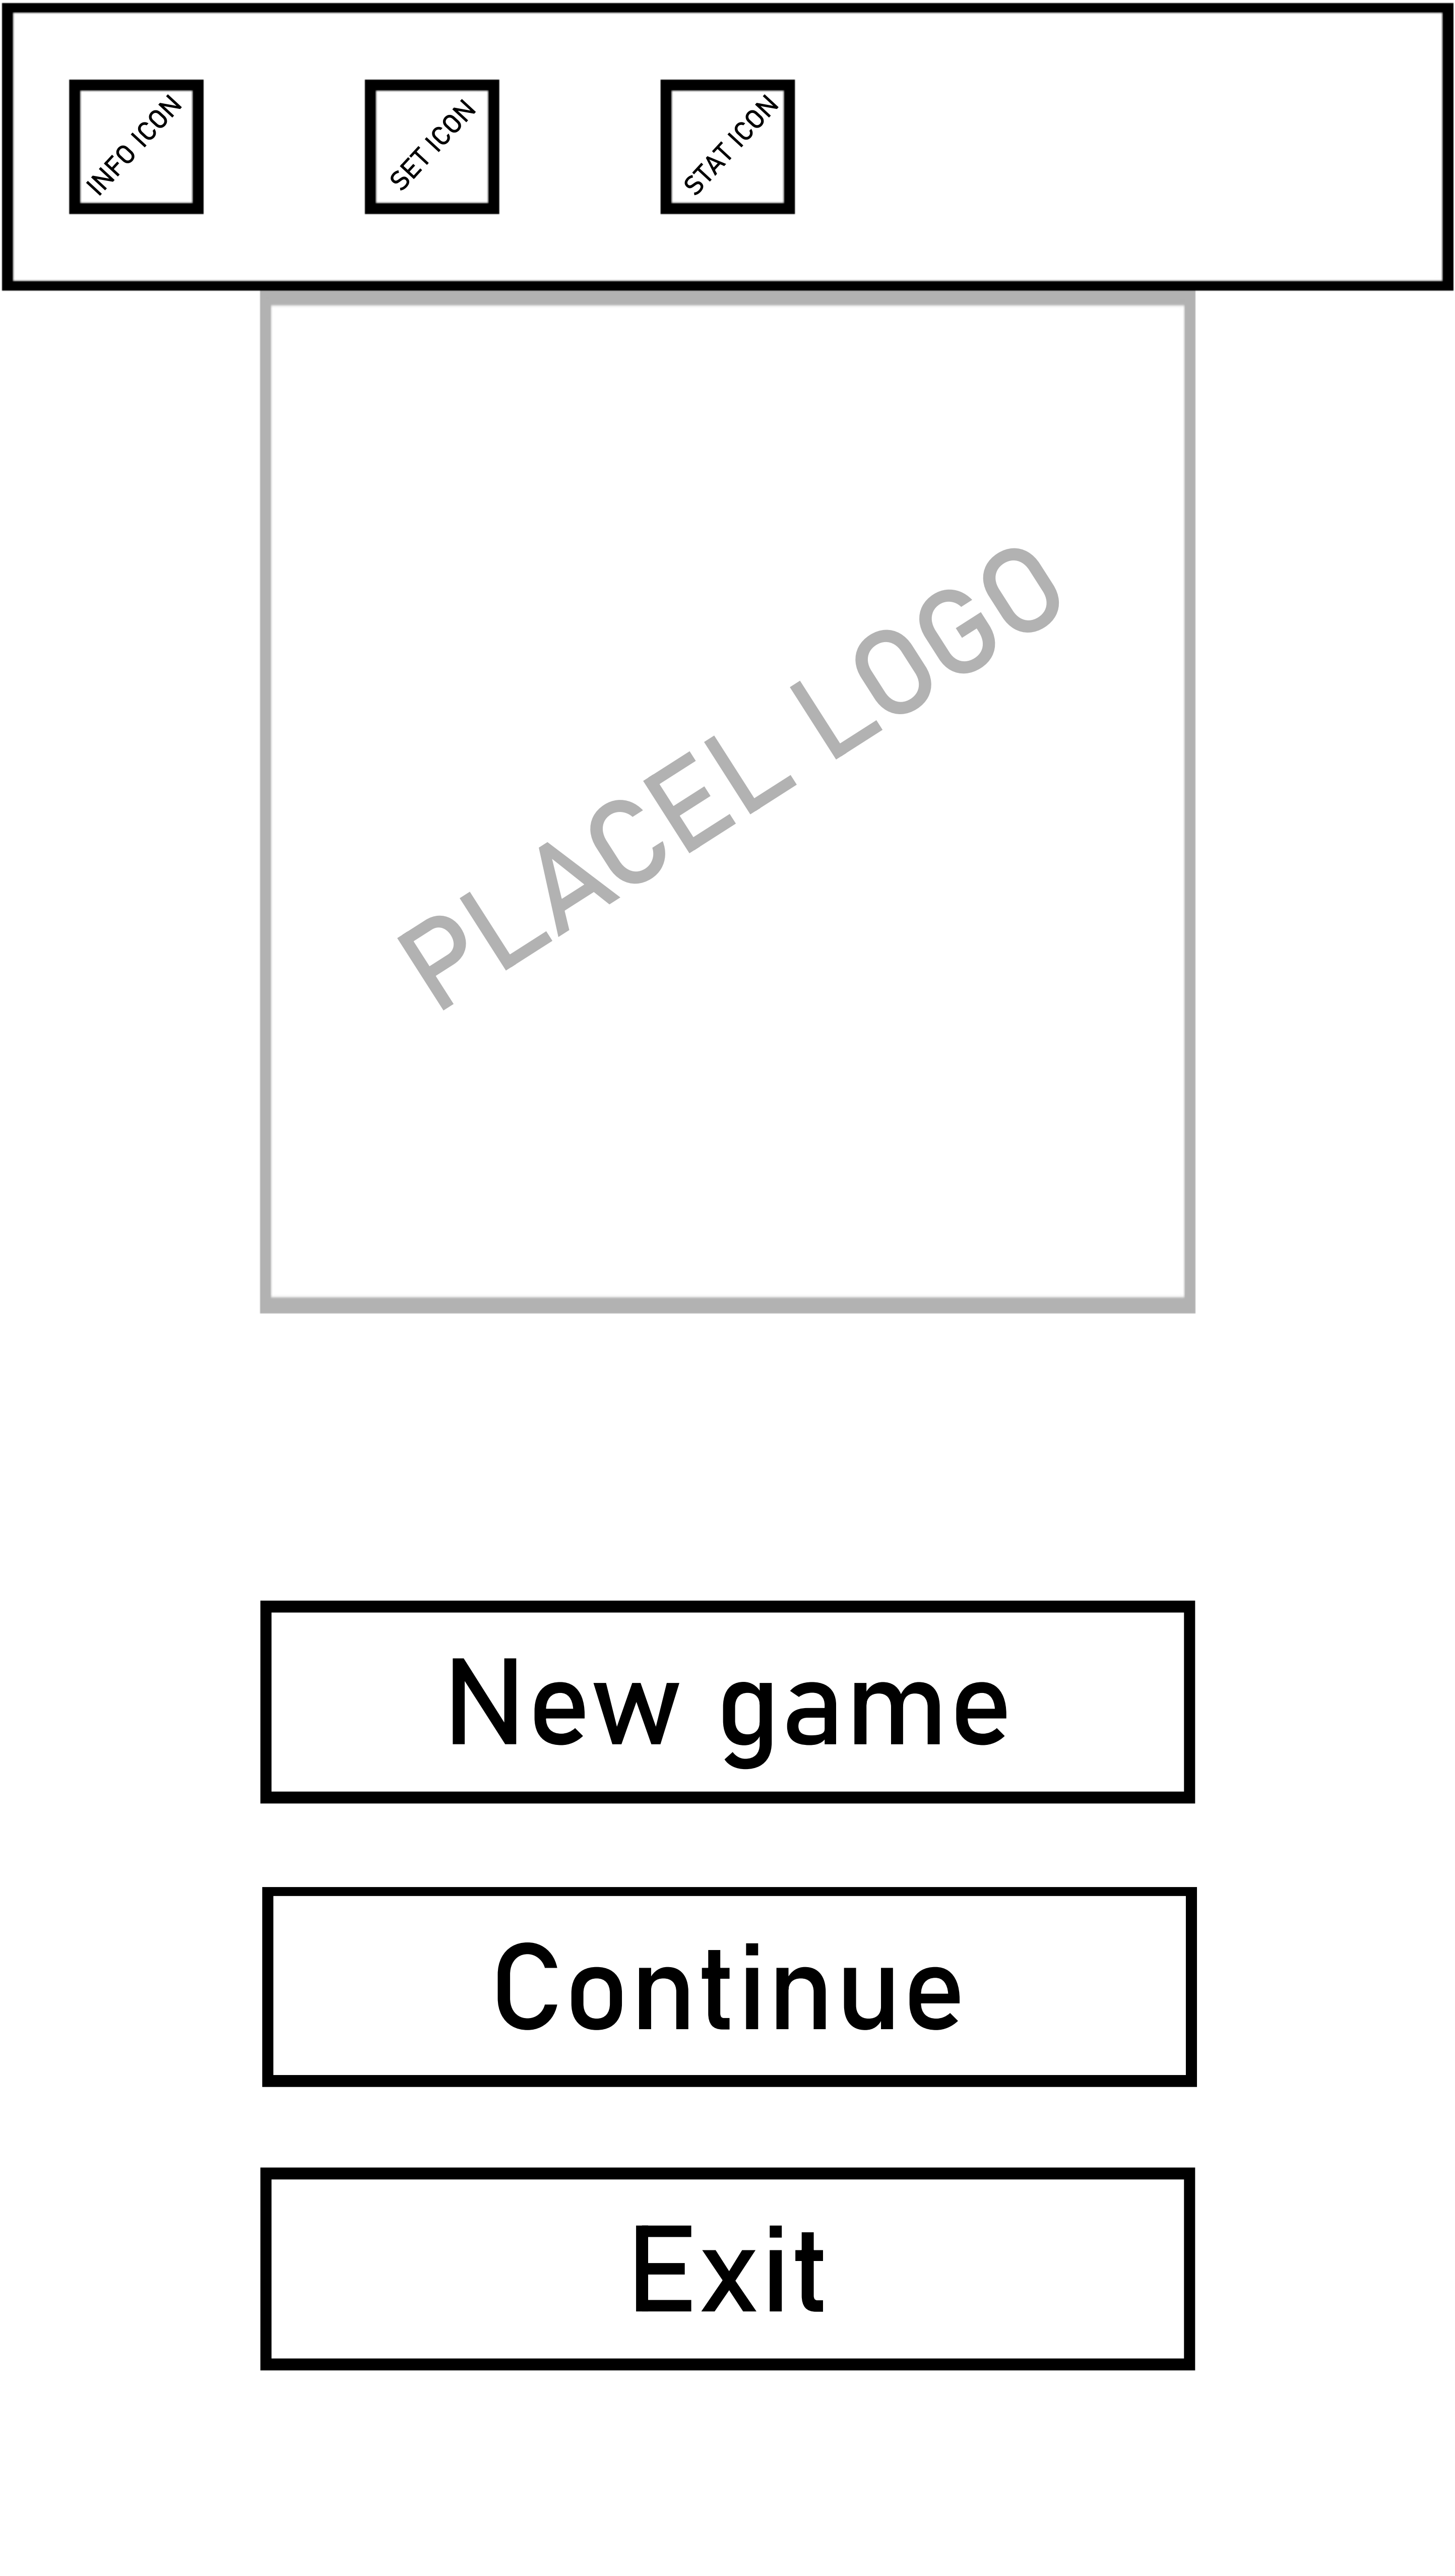 INFO ICON
SET ICON
STAT ICON
PLACEL LOGO
New game
Continue
Exit